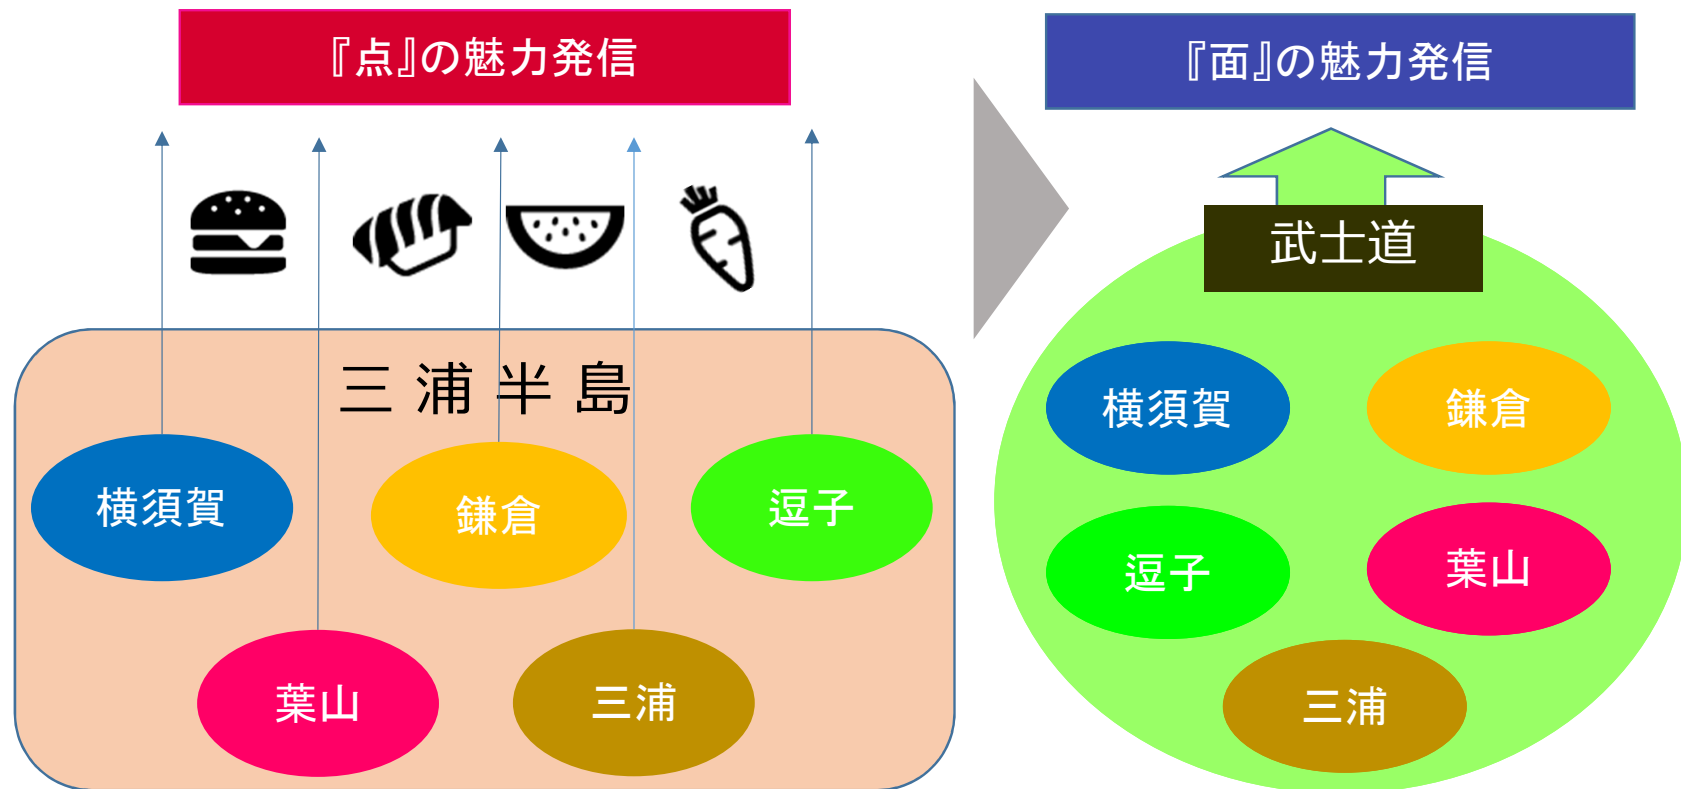 『点』の魅力発信
三浦半島
横須賀
鎌倉
逗子
葉山
三浦
『面』の魅力発信
武士道
横須賀
鎌倉
逗子
葉山
三浦